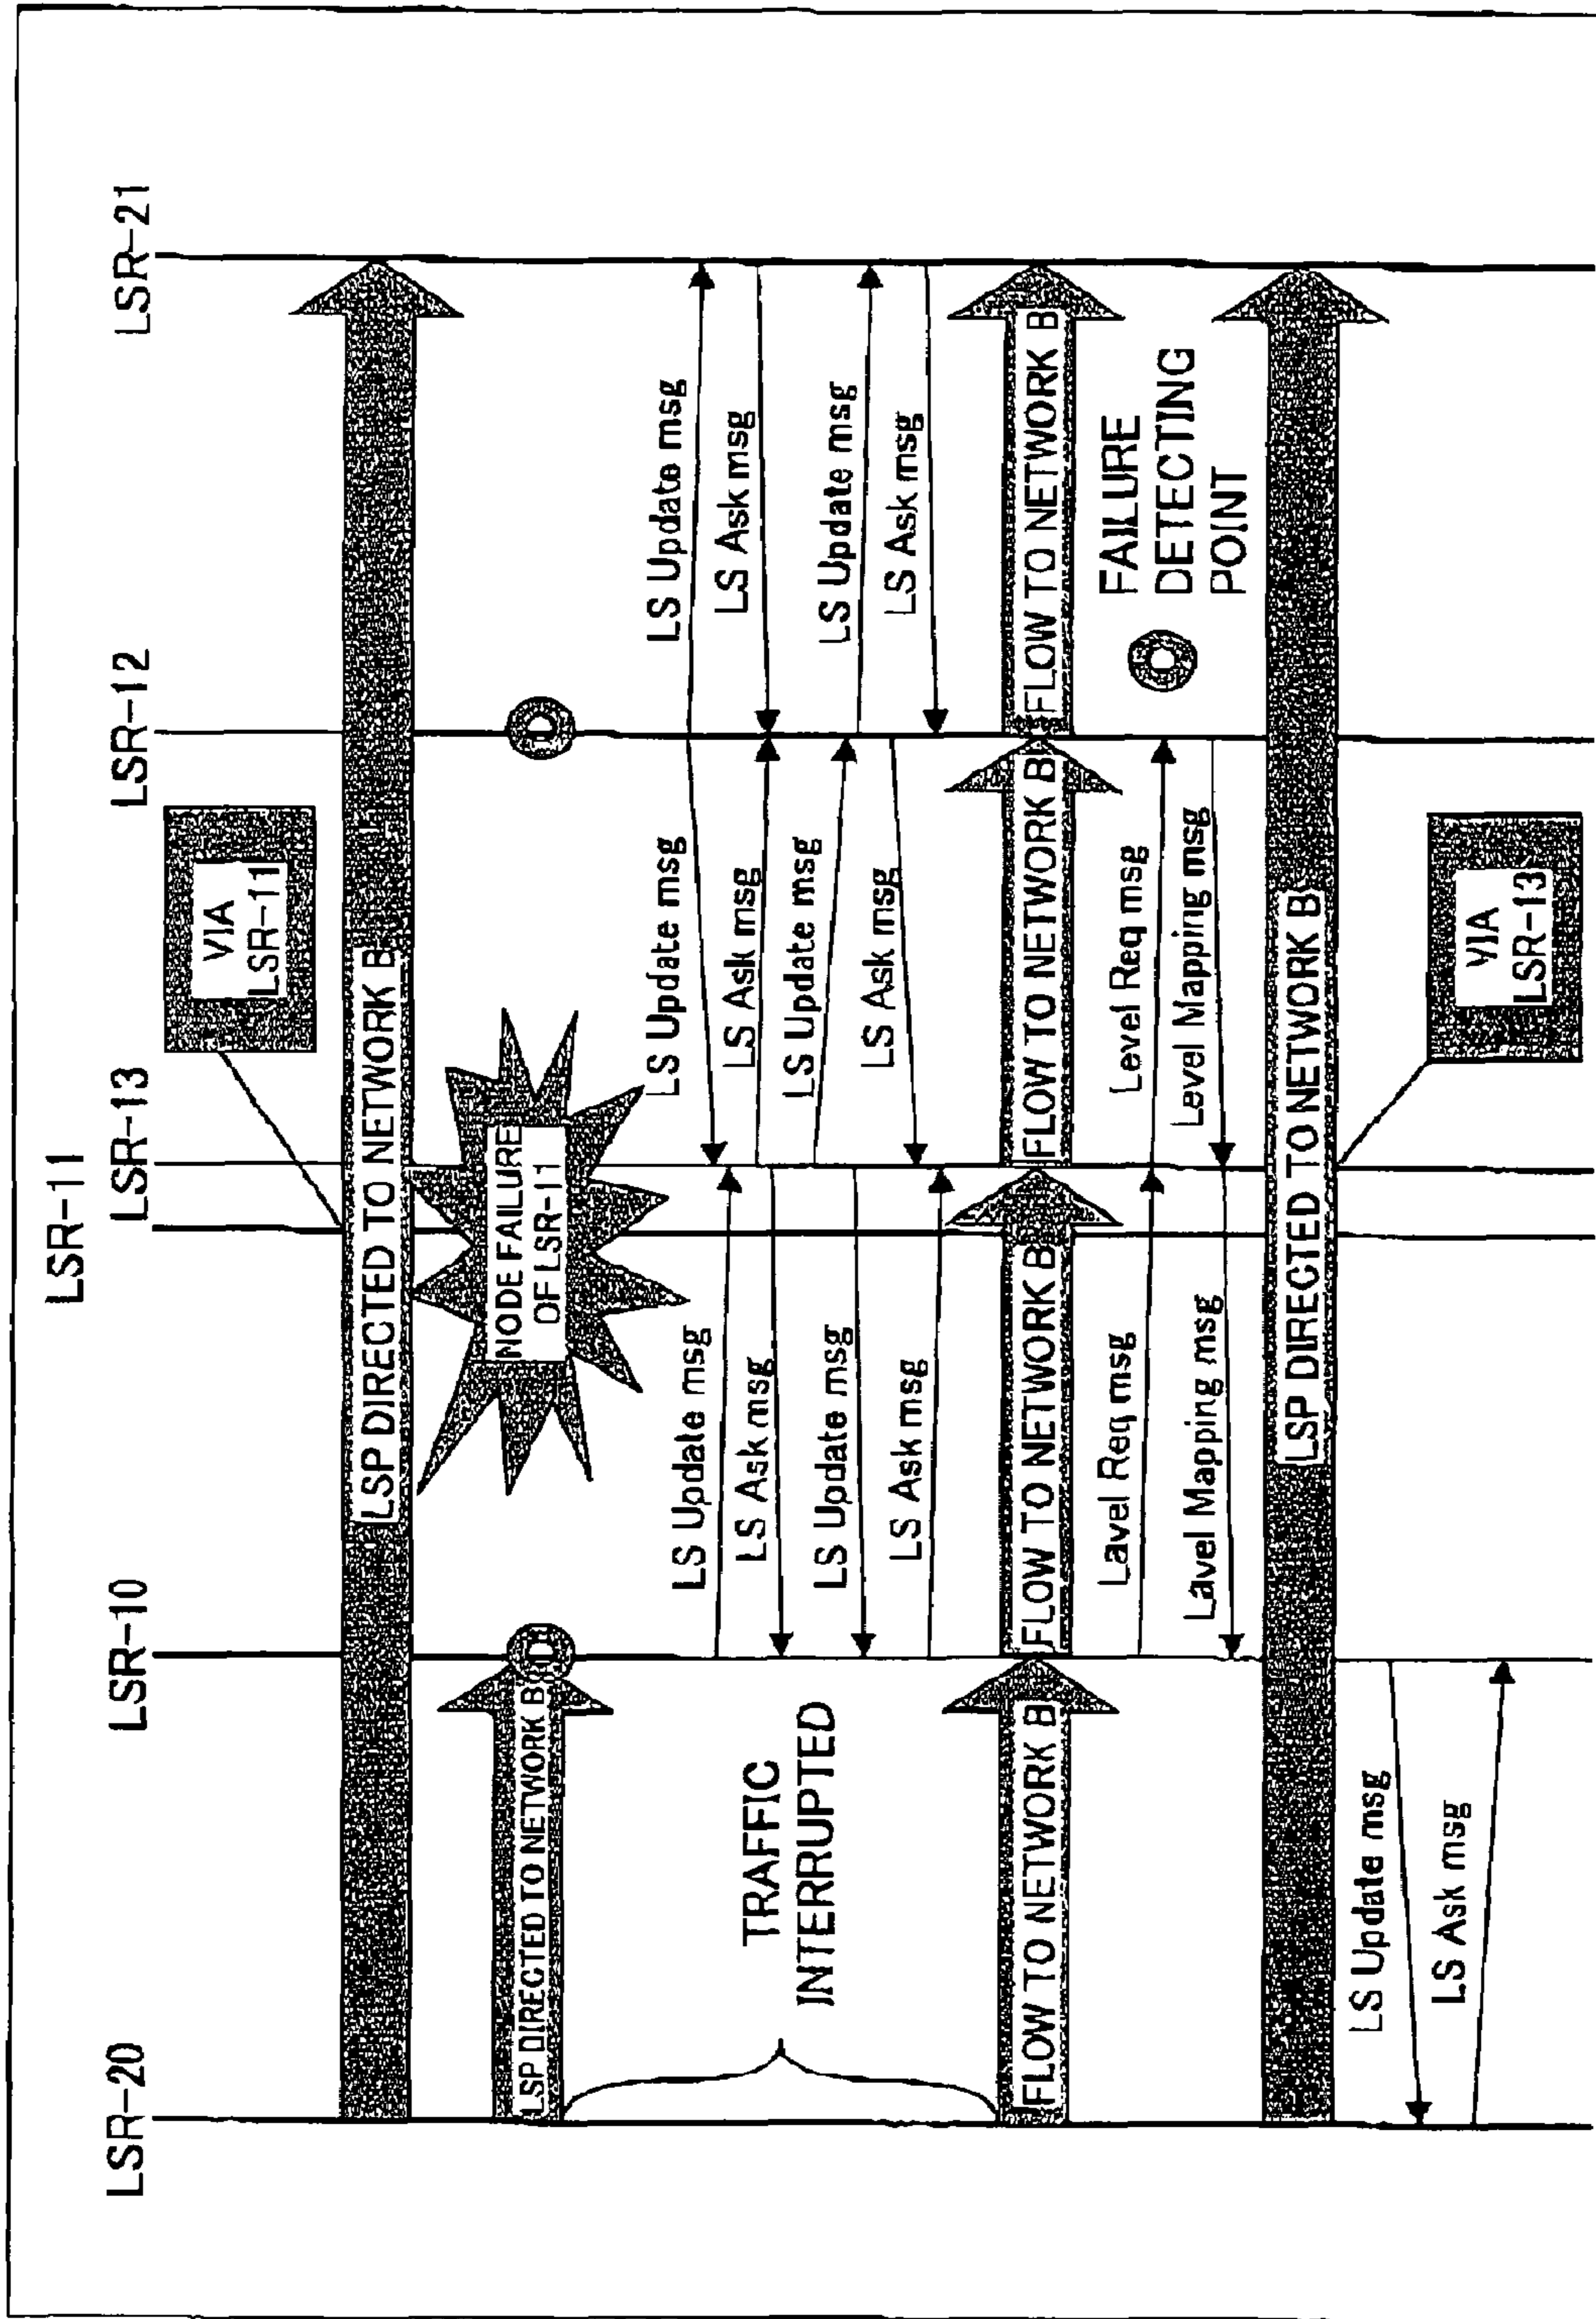 LSR-20
LSR-10
LSR-11
LSR-13
LSR-12
LSR-21
VIA
LSR-11
LSP DIRECTED TO NETWORK B
LSP DIRECTED TO NETWORK B
NODE FAILURE
OF LSR-11
LS Update msg
LS Update msg
LS Update msg
LS Ask msg
LS Ask msg
LS Ask msg
LS Update msg
LS Update msg
LS Update msg
LS Ask msg
LS Ask msg
LS Ask msg
TRAFFIC
INTERRUPTED
FLOW TO NETWORK B
FLOW TO NETWORK B
FLOW TO NETWORK B
FLOW TO NETWORK B
Lavel Req msg
Level Req msg
Lavel Mapping msg
Level Mapping msg
FAILURE
DETECTING
POINT
LSP DIRECTED TO NETWORK B
LS Update msg
LS Ask msg
VIA
LSR-13